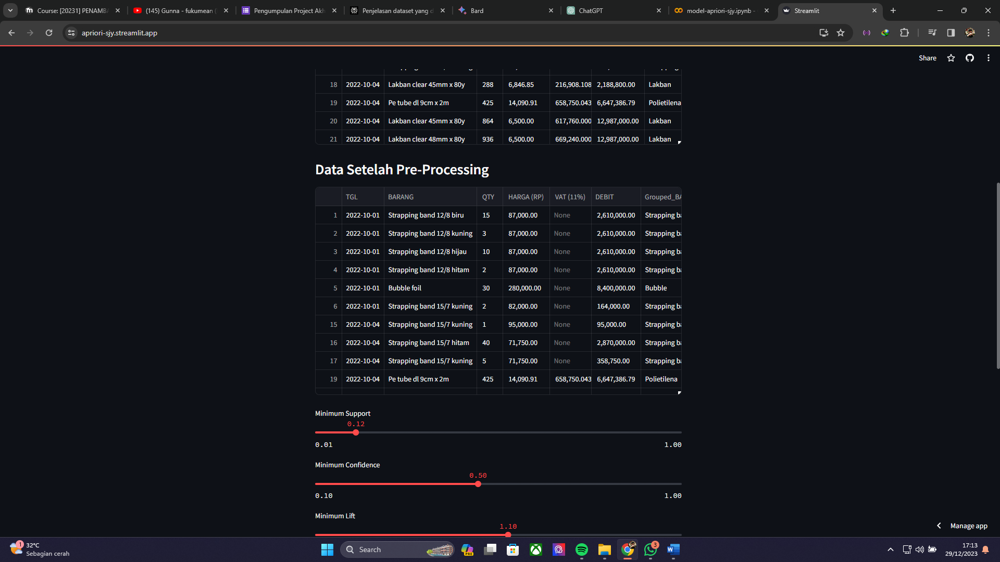 Course: [20231] PENAMBA
(145) Gunna - fukumean (
Pengumpulan Project Akh
Penjelasan dataset yang d
Bard
ChatGPT
model-apriori-sjy.ipynb -
Streamlit
apriori-sjy.streamlit.app
Share
18 2022-10-04 Lakban clear 45mm x 80y 288 6,846.85 216,908.108 2,188,800.00 Lakban
19 2022-10-04 Pe tube dl 9cm x 2m 425 14,090.91 658,750.043 6,647,386.79 Polietilena
20 2022-10-04 Lakban clear 45mm x 80y 864 6,500.00 617,760.000 12,987,000.00 Lakban
21 2022-10-04 Lakban clear 48mm x 80y 936 6,500.00 669,240.000 12,987,000.00 Lakban
Data Setelah Pre-Processing
TGL BARANG QTY HARGA (RP) VAT (11%) DEBIT Grouped_BA
1 2022-10-01 Strapping band 12/8 biru 15 87,000.00 None 2,610,000.00 Strapping ba
2 2022-10-01 Strapping band 12/8 kuning 3 87,000.00 None 2,610,000.00 Strapping ba
3 2022-10-01 Strapping band 12/8 hijau 10 87,000.00 None 2,610,000.00 Strapping ba
4 2022-10-01 Strapping band 12/8 hitam 2 87,000.00 None 2,610,000.00 Strapping ba
5 2022-10-01 Bubble foil 30 280,000.00 None 8,400,000.00 Bubble
6 2022-10-01 Strapping band 15/7 kuning 2 82,000.00 None 164,000.00 Strapping ba
15 2022-10-04 Strapping band 15/7 kuning 1 95,000.00 None 95,000.00 Strapping ba
16 2022-10-04 Strapping band 15/7 hitam 40 71,750.00 None 2,870,000.00 Strapping ba
17 2022-10-04 Strapping band 15/7 kuning 5 71,750.00 None 358,750.00 Strapping ba
19 2022-10-04 Pe tube dl 9cm x 2m 425 14,090.91 658,750.043 6,647,386.79 Polietilena
Minimum Support
0.12
0.01 1.00
Minimum Confidence
0.50
0.10 1.00
Minimum Lift
1.10
Manage app
1
32°C
Sebagian cerah
Search
PRE
3
17:13
29/12/2023